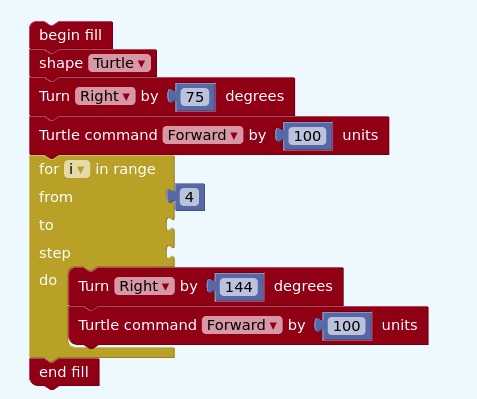 begin fill
shape Turtle ▾
Turn Right ▾ by 75 degrees
Turtle command Forward ▾ by 100 units
for i ▾ in range
from 4
to
step
do
Turn Right ▾ by 144 degrees
Turtle command Forward ▾ by 100 units
end fill